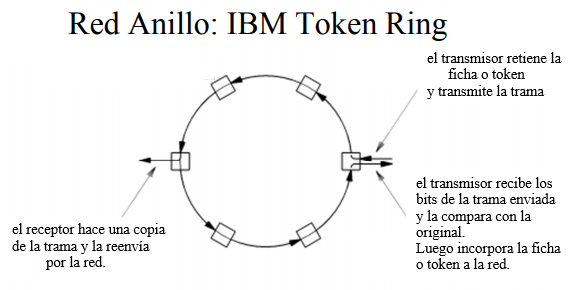 Red Anillo: IBM Token Ring
el transmisor retiene la
ficha o token
y transmite la trama
el transmisor recibe los
bits de la trama enviada
y la compara con la
original.
Luego incorpora la ficha
o token a la red.
el receptor hace una copia
de la trama y la reenvía
por la red.